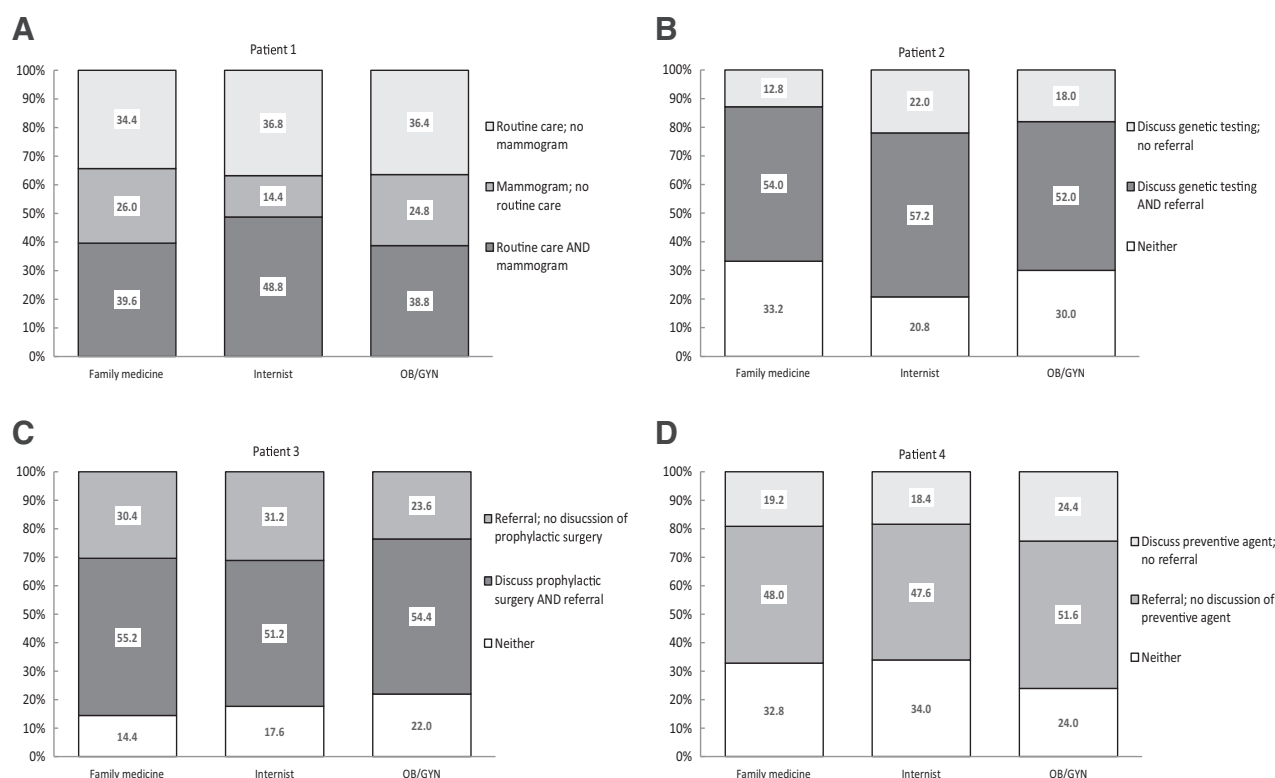 A
Patient 1
100%
90%
80%
70%
60%
50%
40%
30%
20%
10%
0%
34.4
36.8
36.4
26.0
14.4
24.8
39.6
48.8
38.8
Family medicine
Internist
OB/GYN
Routine care; no
mammogram
Mammogram; no
routine care
Routine care AND
mammogram
B
Patient 2
100%
90%
80%
70%
60%
50%
40%
30%
20%
10%
0%
12.8
22.0
18.0
54.0
57.2
52.0
33.2
20.8
30.0
Family medicine
Internist
OB/GYN
Discuss genetic testing;
no referral
Discuss genetic testing
AND referral
Neither
C
Patient 3
100%
90%
80%
70%
60%
50%
40%
30%
20%
10%
0%
30.4
31.2
23.6
55.2
51.2
54.4
14.4
17.6
22.0
Family medicine
Internist
OB/GYN
Referral; no disucssion of
prophylactic surgery
Discuss prophylactic
surgery AND referral
Neither
D
Patient 4
100%
90%
80%
70%
60%
50%
40%
30%
20%
10%
0%
19.2
18.4
24.4
48.0
47.6
51.6
32.8
34.0
24.0
Family medicine
Internist
OB/GYN
Discuss preventive agent;
no referral
Referral; no discussion of
preventive agent
Neither